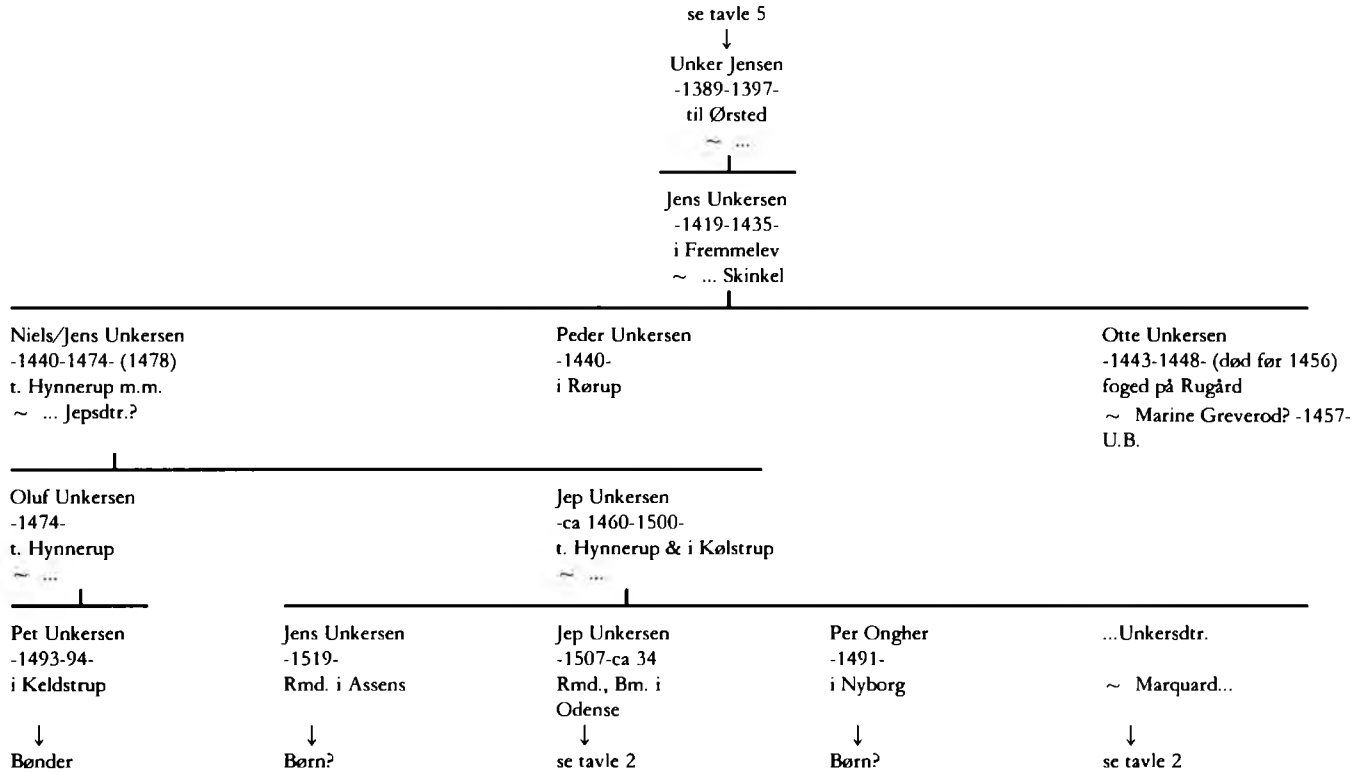 se tavle 5
↓
Unker Jensen
-1389-1397-
til Ørsted
~ ...
Jens Unkersen
-1419-1435-
i Fremmelev
~ ... Skinkel
Niels/Jens Unkersen
-1440-1474- (1478)
t. Hynnerup m.m.
~ ... Jepsdtr.?
Peder Unkersen
-1440-
i Rørup
Otte Unkersen
-1443-1448- (død før 1456)
foged på Rugård
~ Marine Greverod? -1457-
U.B.
Oluf Unkersen
-1474-
t. Hynnerup
~ ...
Jep Unkersen
-ca 1460-1500-
t. Hynnerup & i Kølstrup
~ ...
Pet Unkersen
-1493-94-
i Keldstrup
↓
Bønder
Jens Unkersen
-1519-
Rmd. i Assens
↓
Børn?
Jep Unkersen
-1507-ca 34
Rmd., Bm. i
Odense
↓
se tavle 2
Per Ongher
-1491-
i Nyborg
↓
Børn?
...Unkersdtr.
~ Marquard...
↓
se tavle 2